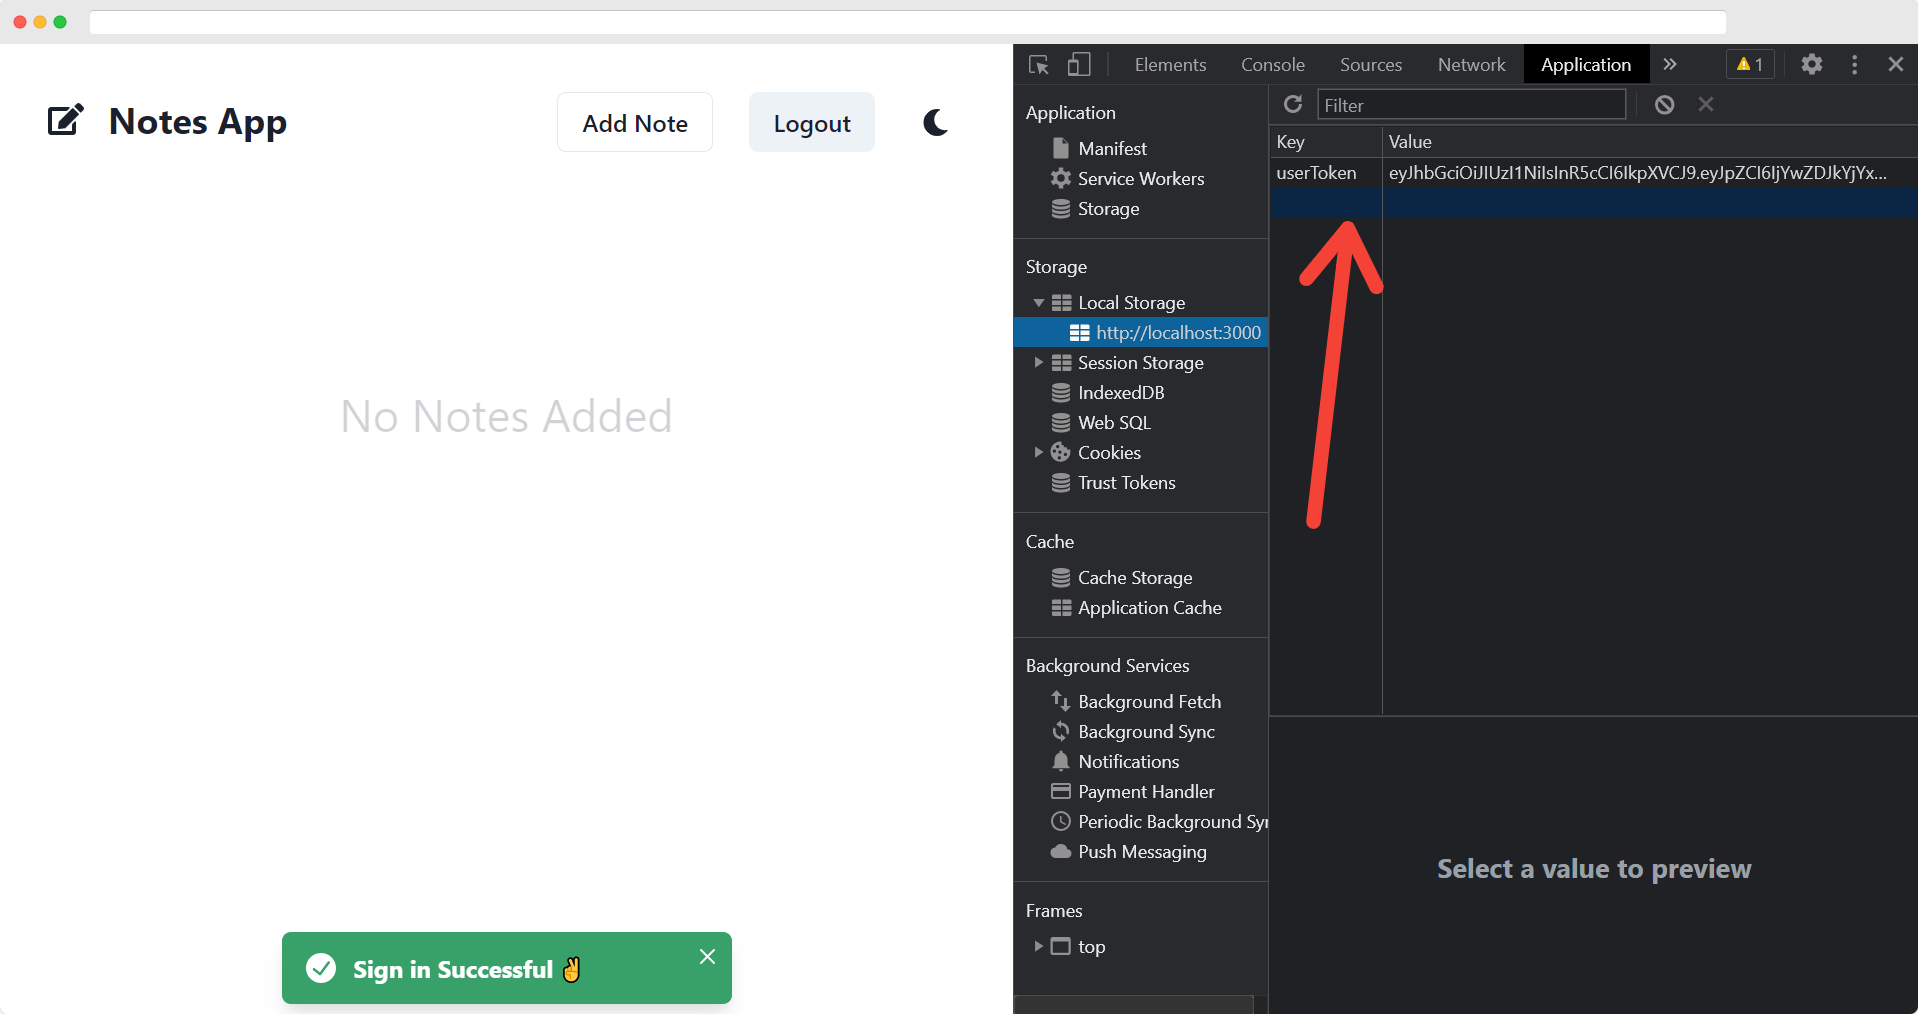 Notes App
Add Note
Logout
No Notes Added
Sign in Successful ✌
Elements
Console
Sources
Network
Application
1
Application
Manifest
Service Workers
Storage
Storage
Local Storage
http://localhost:3000
Session Storage
IndexedDB
Web SQL
Cookies
Trust Tokens
Cache
Cache Storage
Application Cache
Background Services
Background Fetch
Background Sync
Notifications
Payment Handler
Periodic Background Syn
Push Messaging
Frames
top
Filter
Key Value
userToken eyJhbGciOiJIUzI1NiIsInR5cCI6IkpXVCJ9.eyJpZCI6IjYwZDJkYjYx...
Select a value to preview